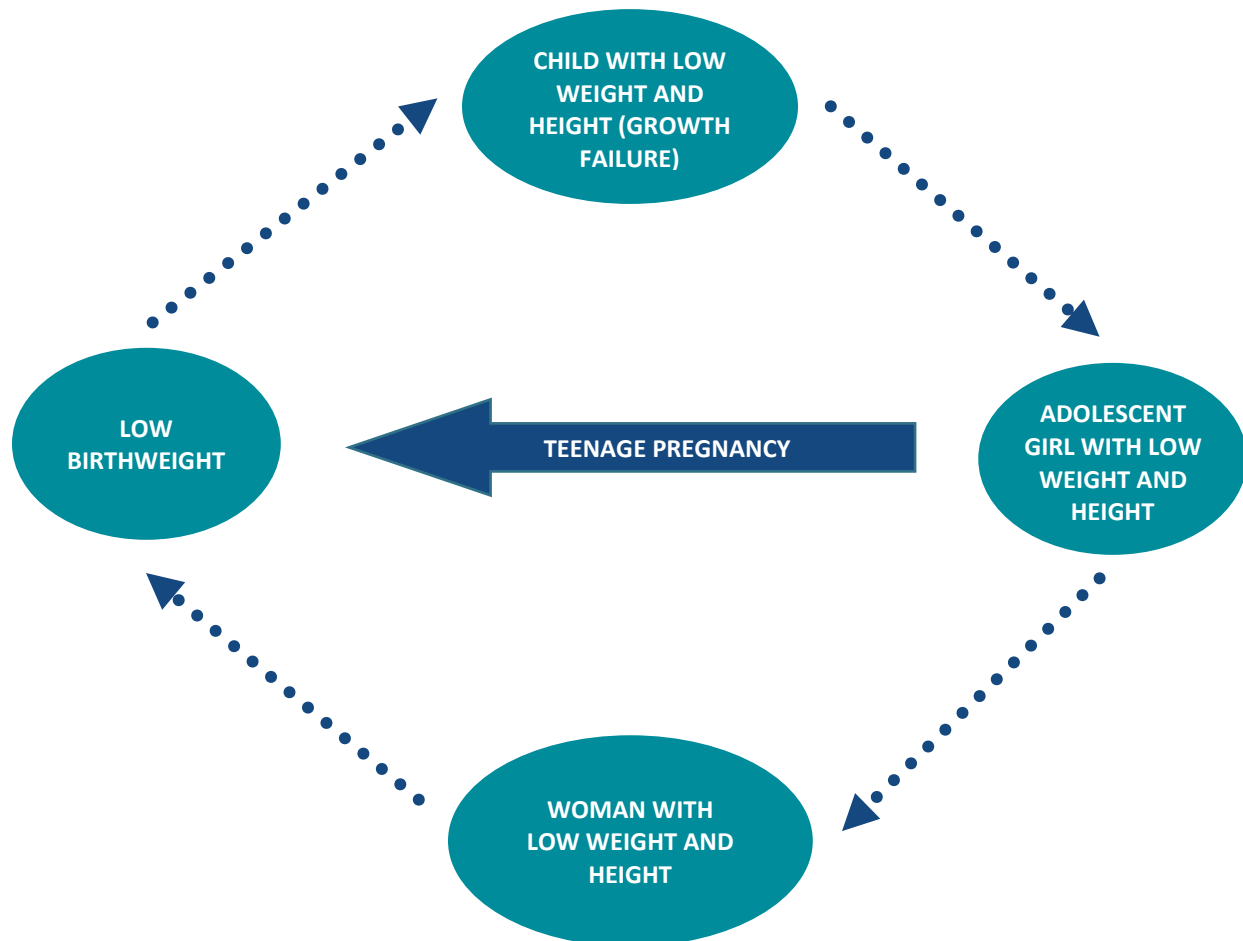 CHILD WITH LOW
WEIGHT AND
HEIGHT (GROWTH
FAILURE)
LOW
BIRTHWEIGHT
TEENAGE PREGNANCY
ADOLESCENT
GIRL WITH LOW
WEIGHT AND
HEIGHT
WOMAN WITH
LOW WEIGHT AND
HEIGHT